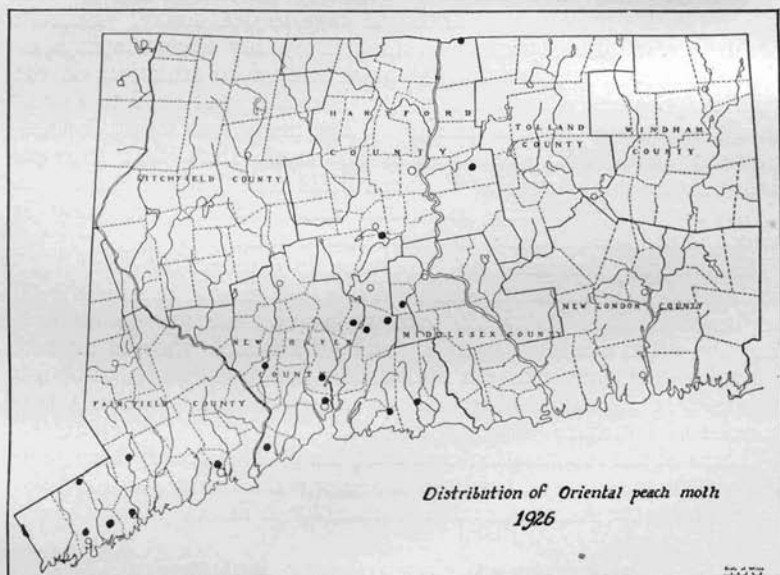 HARTFORD
COUNTY
TOLLAND
COUNTY
WINDHAM
COUNTY
LITCHFIELD COUNTY
NEW HAVEN
COUNTY
MIDDLESEX COUNTY
NEW LONDON COUNTY
FAIRFIELD COUNTY
Distribution of Oriental peach moth
1926